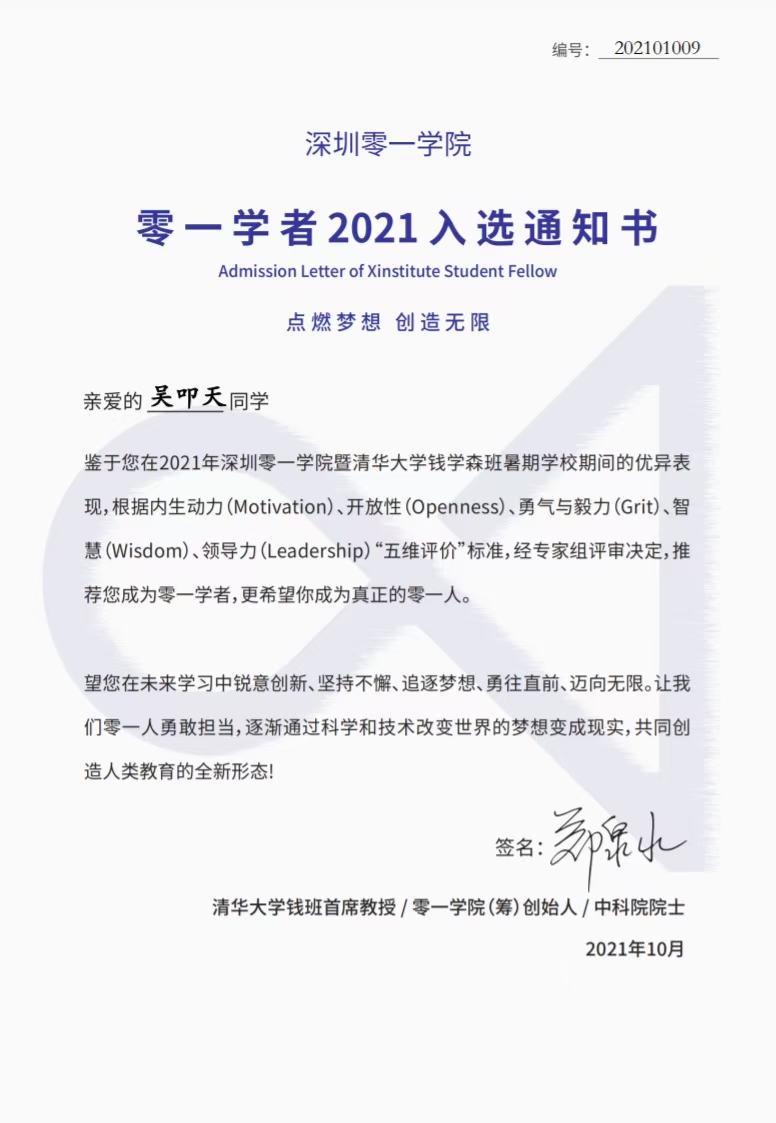 编号： 202101009
深圳零一学院
零一学者2021入选通知书
Admission Letter of Xinstitute Student Fellow
点燃梦想 创造无限
亲爱的 吴叩天 同学
鉴于您在2021年深圳零一学院暨清华大学钱学森班暑期学校期间的优异表
现，根据内生动力（Motivation）、开放性（Openness）、勇气与毅力（Grit）、智
慧（Wisdom）、领导力（Leadership）“五维评价”标准，经专家组评审决定，推
荐您成为零一学者，更希望你成为真正的零一人。
望您在未来学习中锐意创新、坚持不懈、追逐梦想、勇往直前、迈向无限。让我
们零一人勇敢担当，逐渐通过科学和技术改变世界的梦想变成现实，共同创
造人类教育的全新形态！
签名：郑泉水
清华大学钱班首席教授 / 零一学院（筹）创始人 / 中科院院士
2021年10月